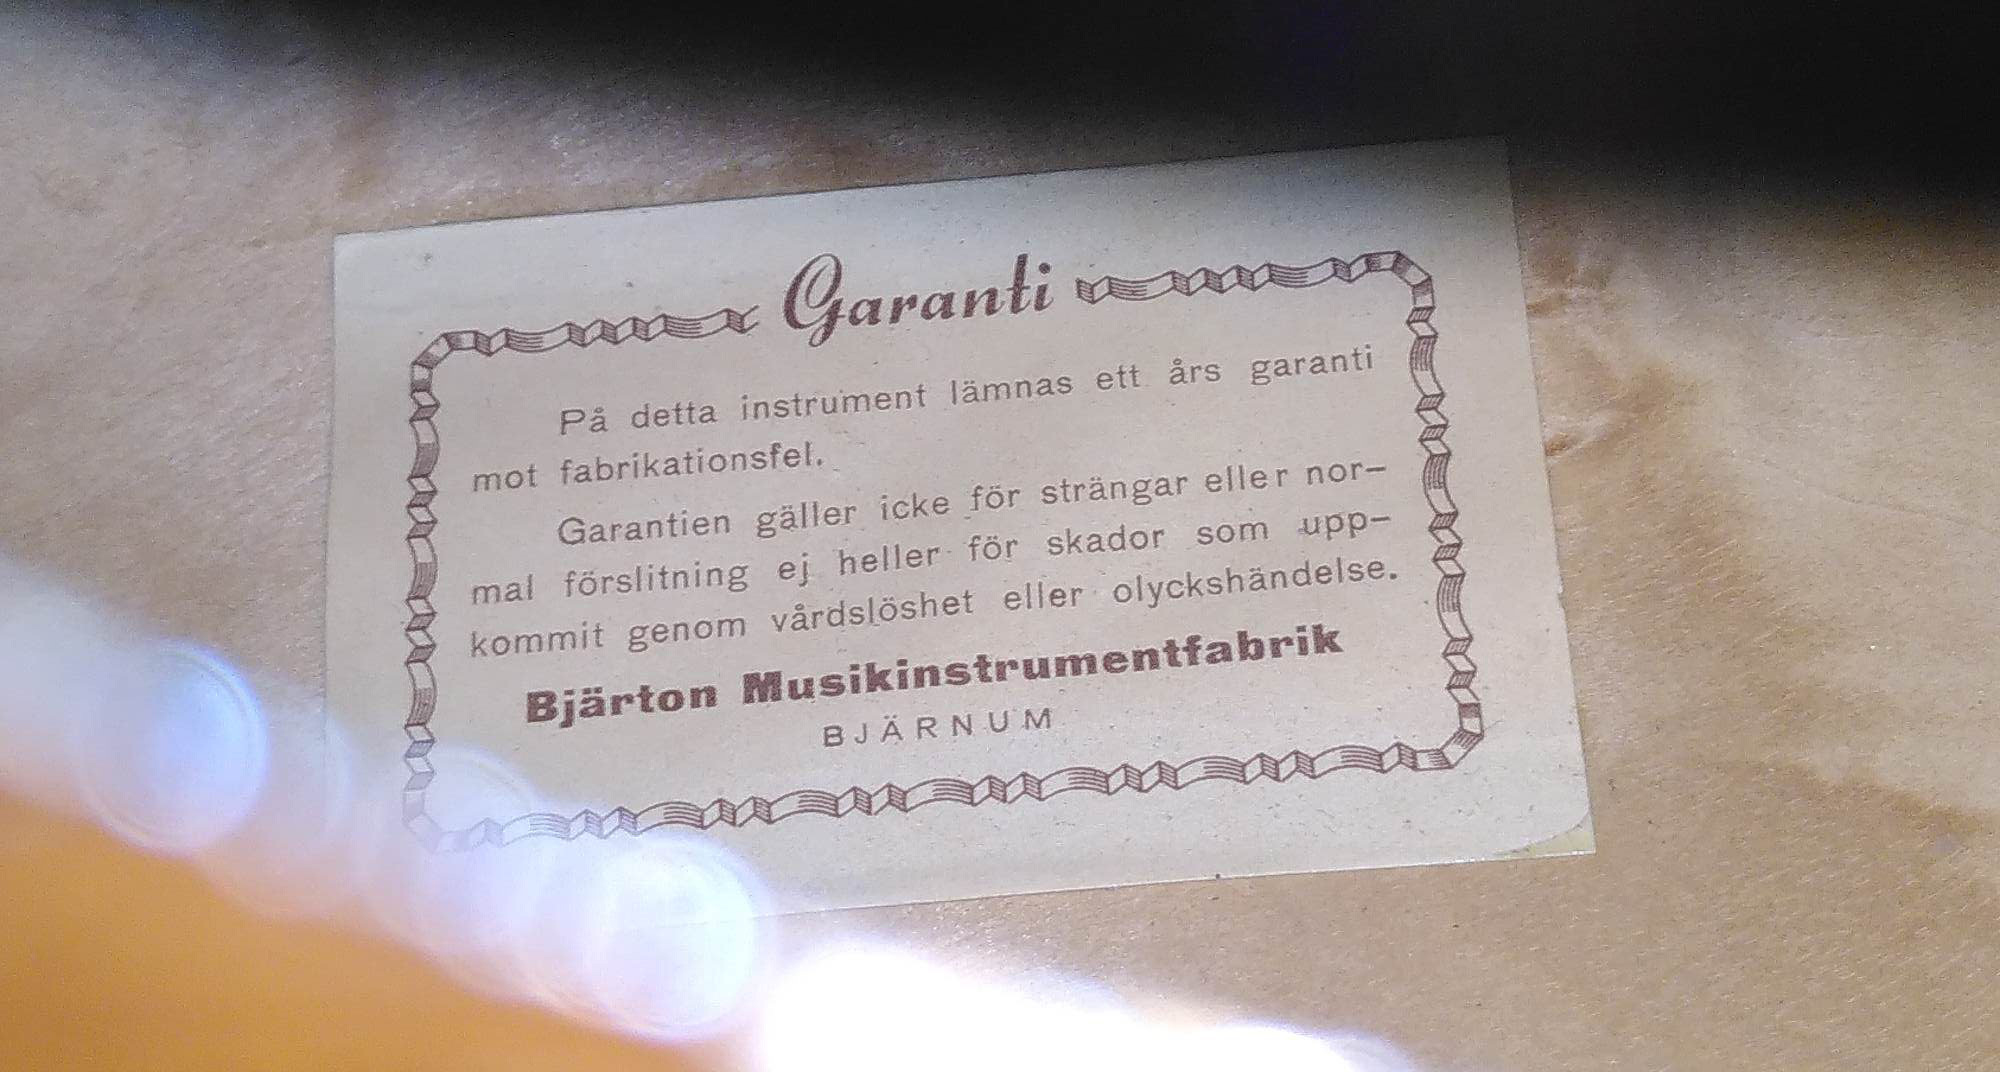 Garanti
På detta instrument lämnas ett års garanti
mot fabrikationsfel.
Garantien gäller icke för strängar eller nor-
mal förslitning ej heller för skador som upp-
kommit genom vårdslöshet eller olyckshändelse.
Bjärton Musikinstrumentfabrik
BJÄRNUM